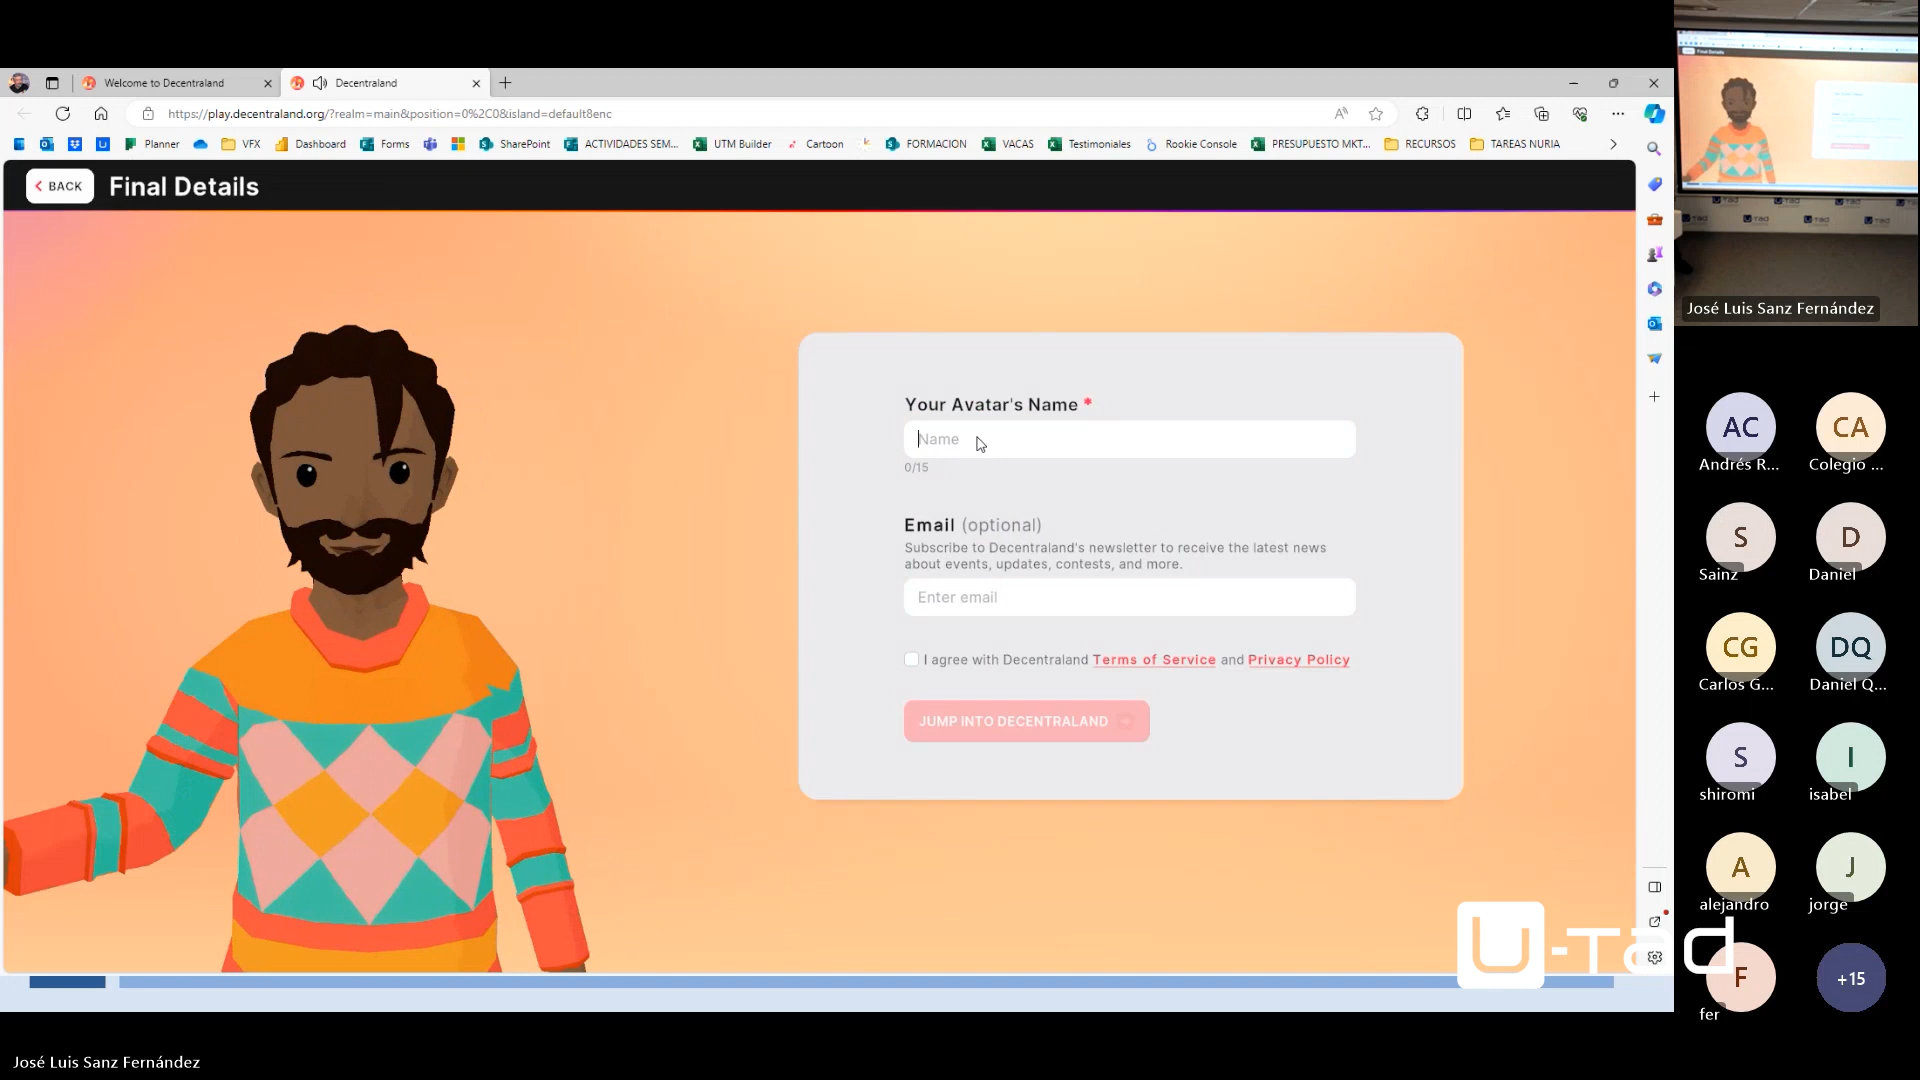 Welcome to Decentraland
Decentraland
https://play.decentraland.org/?realm=main&position=0%2C0&island=default8enc
Planner
VFX
Dashboard
Forms
SharePoint
ACTIVIDADES SEM...
UTM Builder
Cartoon
FORMACION
VACAS
Testimoniales
Rookie Console
PRESUPUESTO MKT...
RECURSOS
TAREAS NURIA
BACK
Final Details
Your Avatar's Name *
Name
0/15
Email (optional)
Subscribe to Decentraland's newsletter to receive the latest news
about events, updates, contests, and more.
Enter email
I agree with Decentraland Terms of Service and Privacy Policy
JUMP INTO DECENTRALAND
U-Tad
José Luis Sanz Fernández
Final Details
U-Tad
José Luis Sanz Fernández
AC
Andrés R...
CA
Colegio ...
S
Sainz
D
Daniel
CG
Carlos G...
DQ
Daniel Q...
S
shiromi
I
isabel
A
alejandro
J
jorge
F
fer
+15